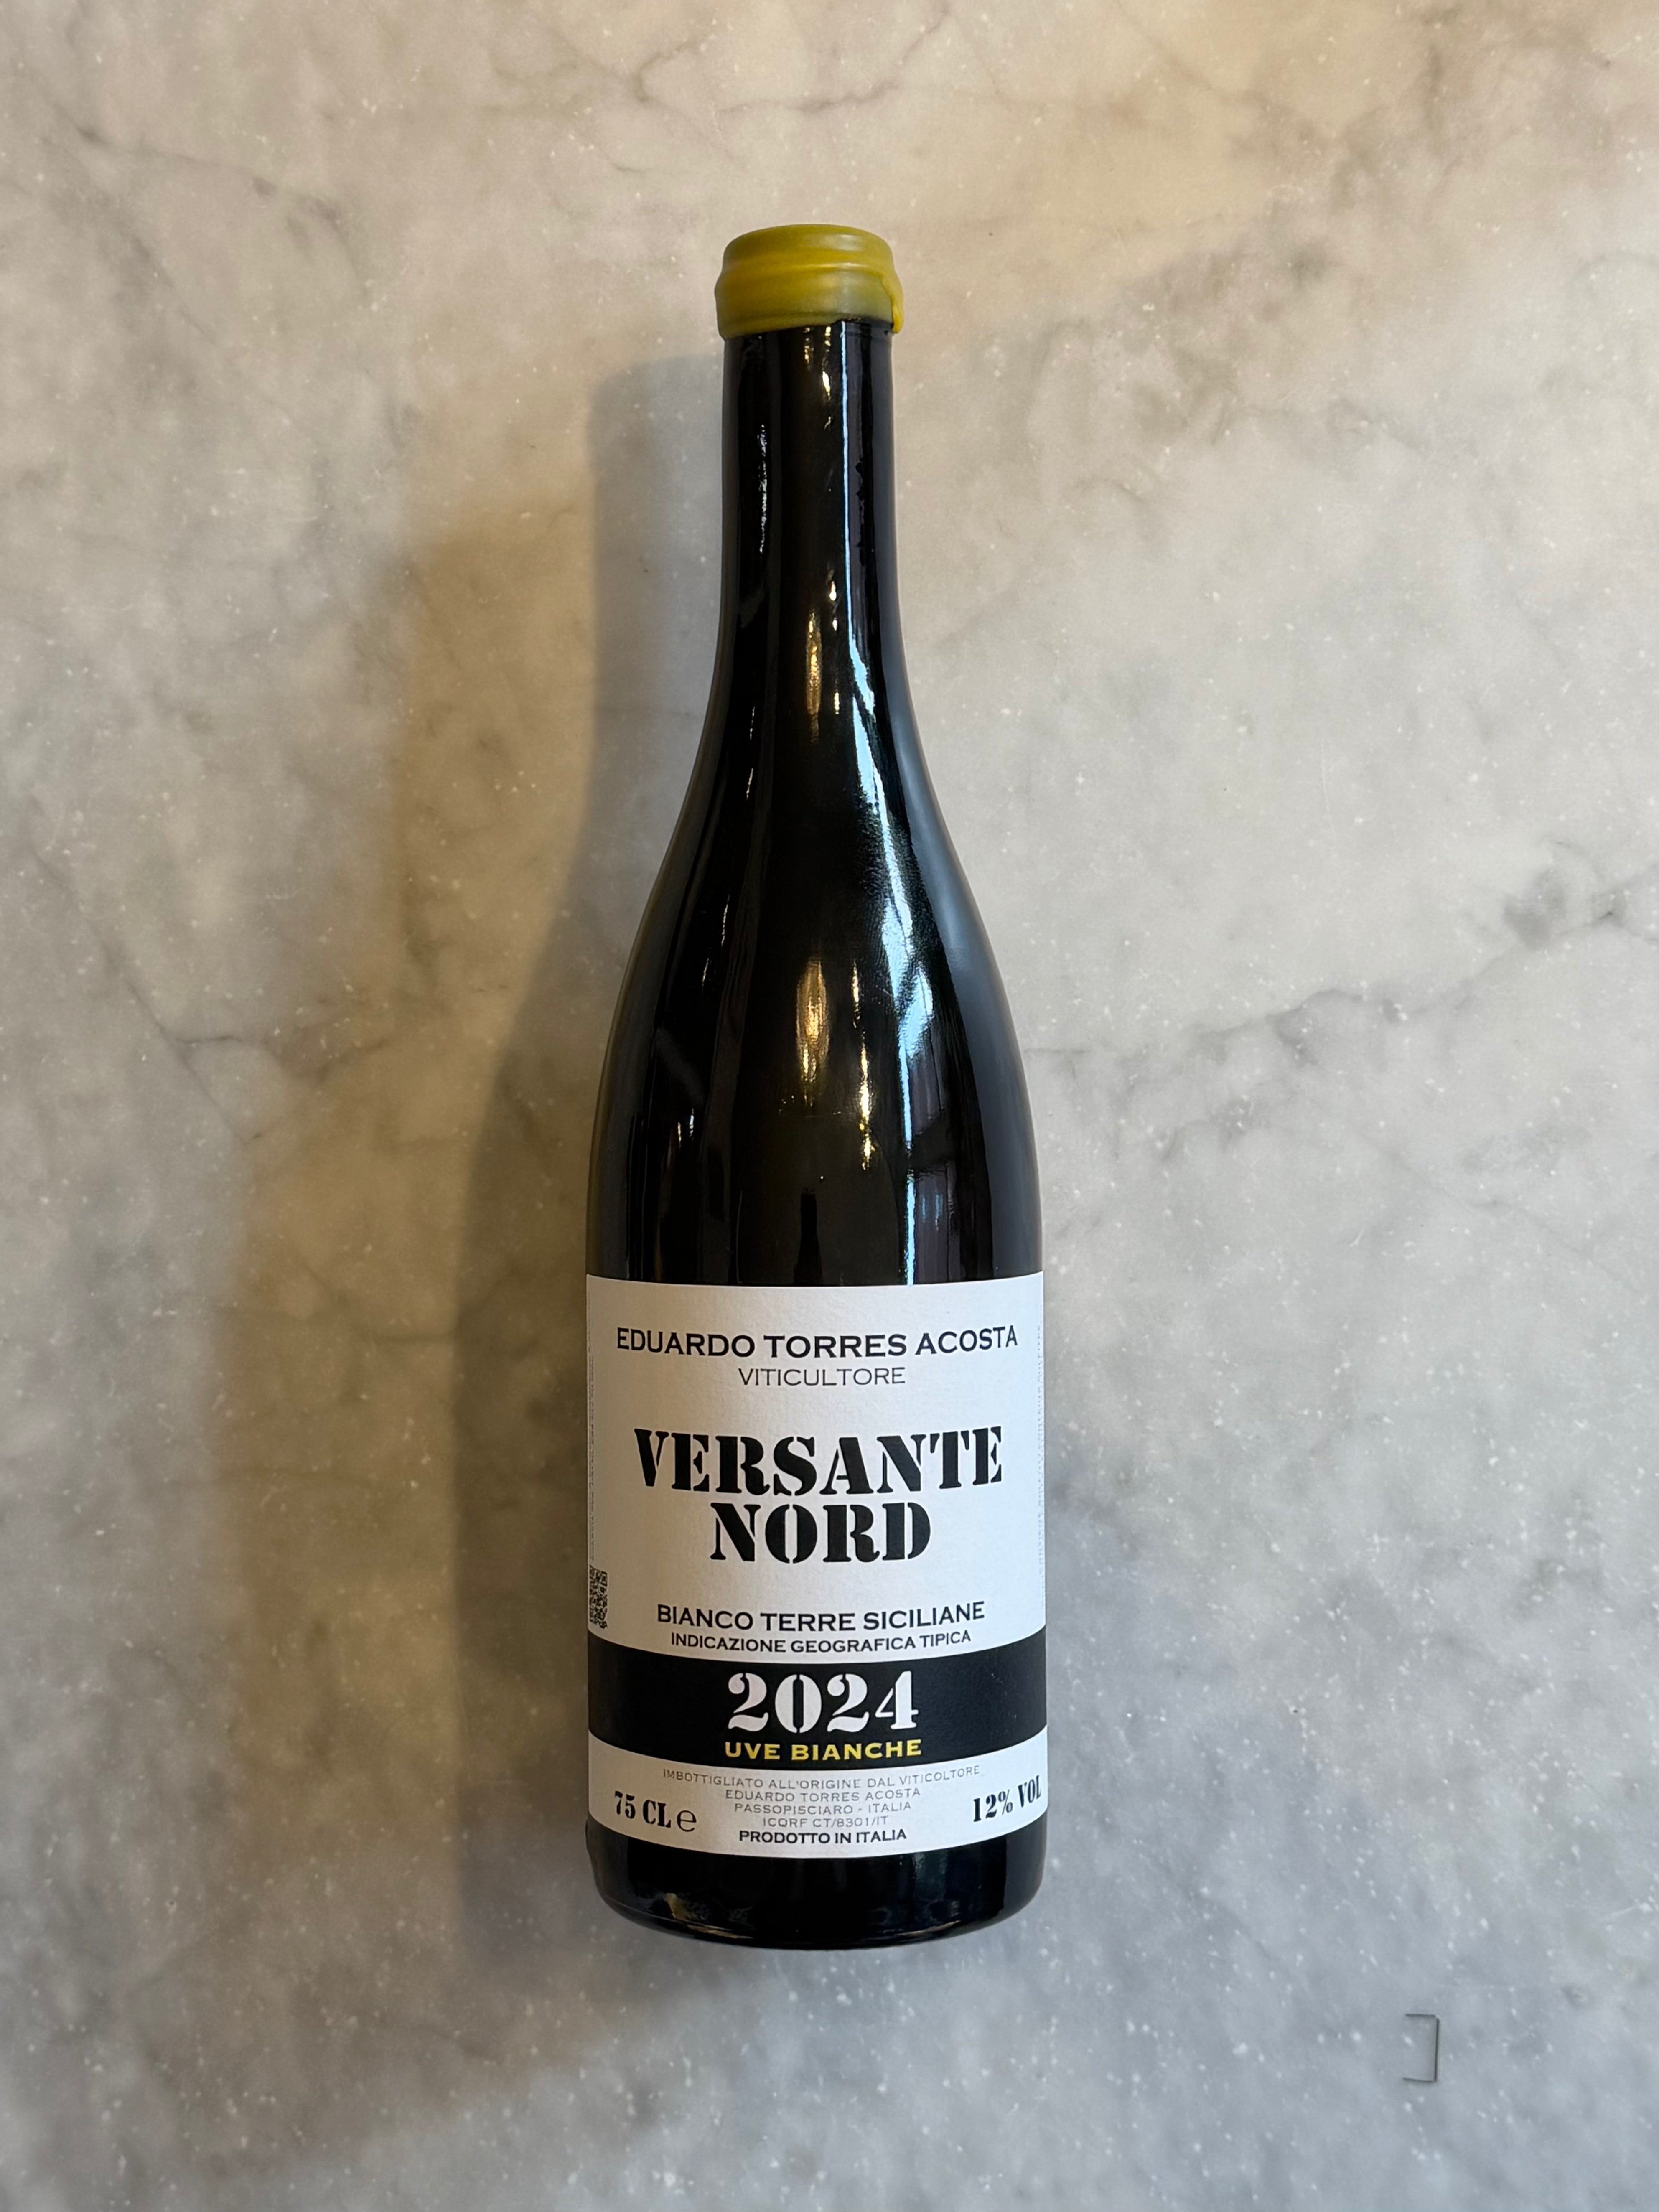 EDUARDO TORRES ACOSTA
VITICULTORE
VERSANTE
NORD
BIANCO TERRE SICILIANE
INDICAZIONE GEOGRAFICA TIPICA
2024
UVE BIANCHE
IMBOTTIGLIATO ALL'ORIGINE DAL VITICOLTORE
EDUARDO TORRES ACOSTA
PASSOPISCIARO - ITALIA
ICQRF CT/8301/IT
PRODOTTO IN ITALIA
75 CL e
12% VOL